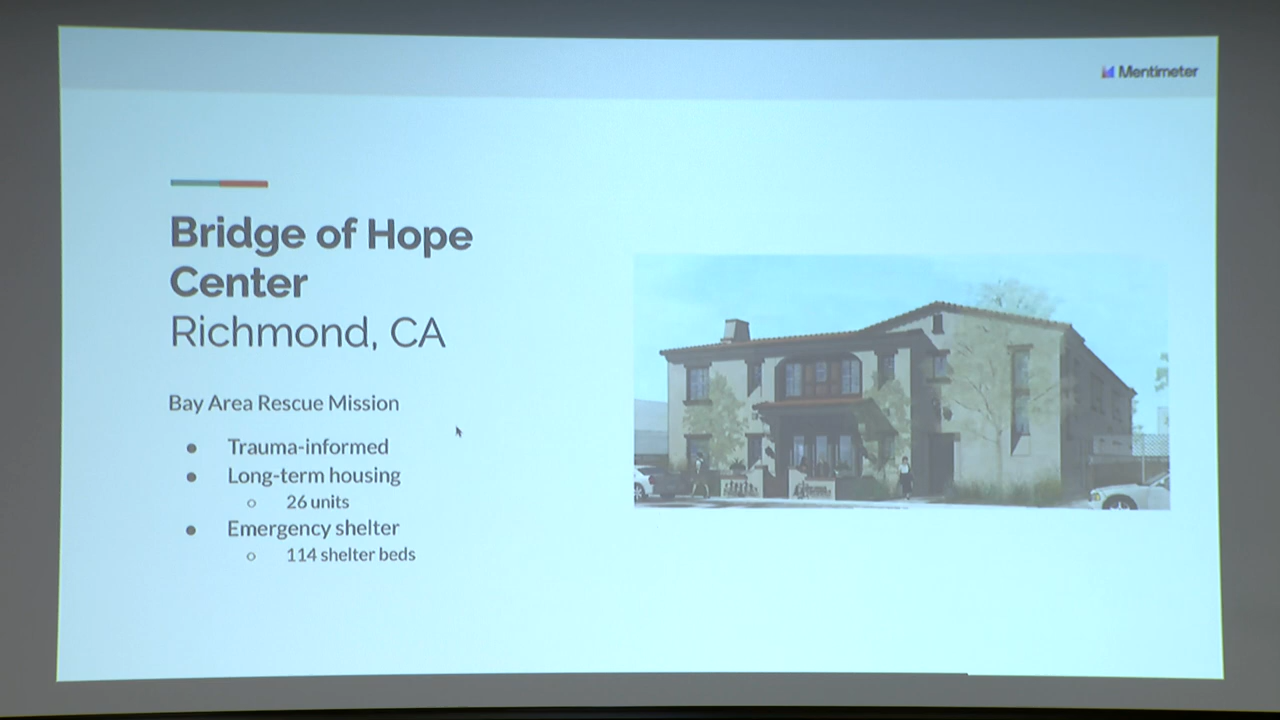 Mentimeter
Bridge of Hope
Center
Richmond, CA
Bay Area Rescue Mission
● Trauma-informed
● Long-term housing
○ 26 units
● Emergency shelter
○ 114 shelter beds